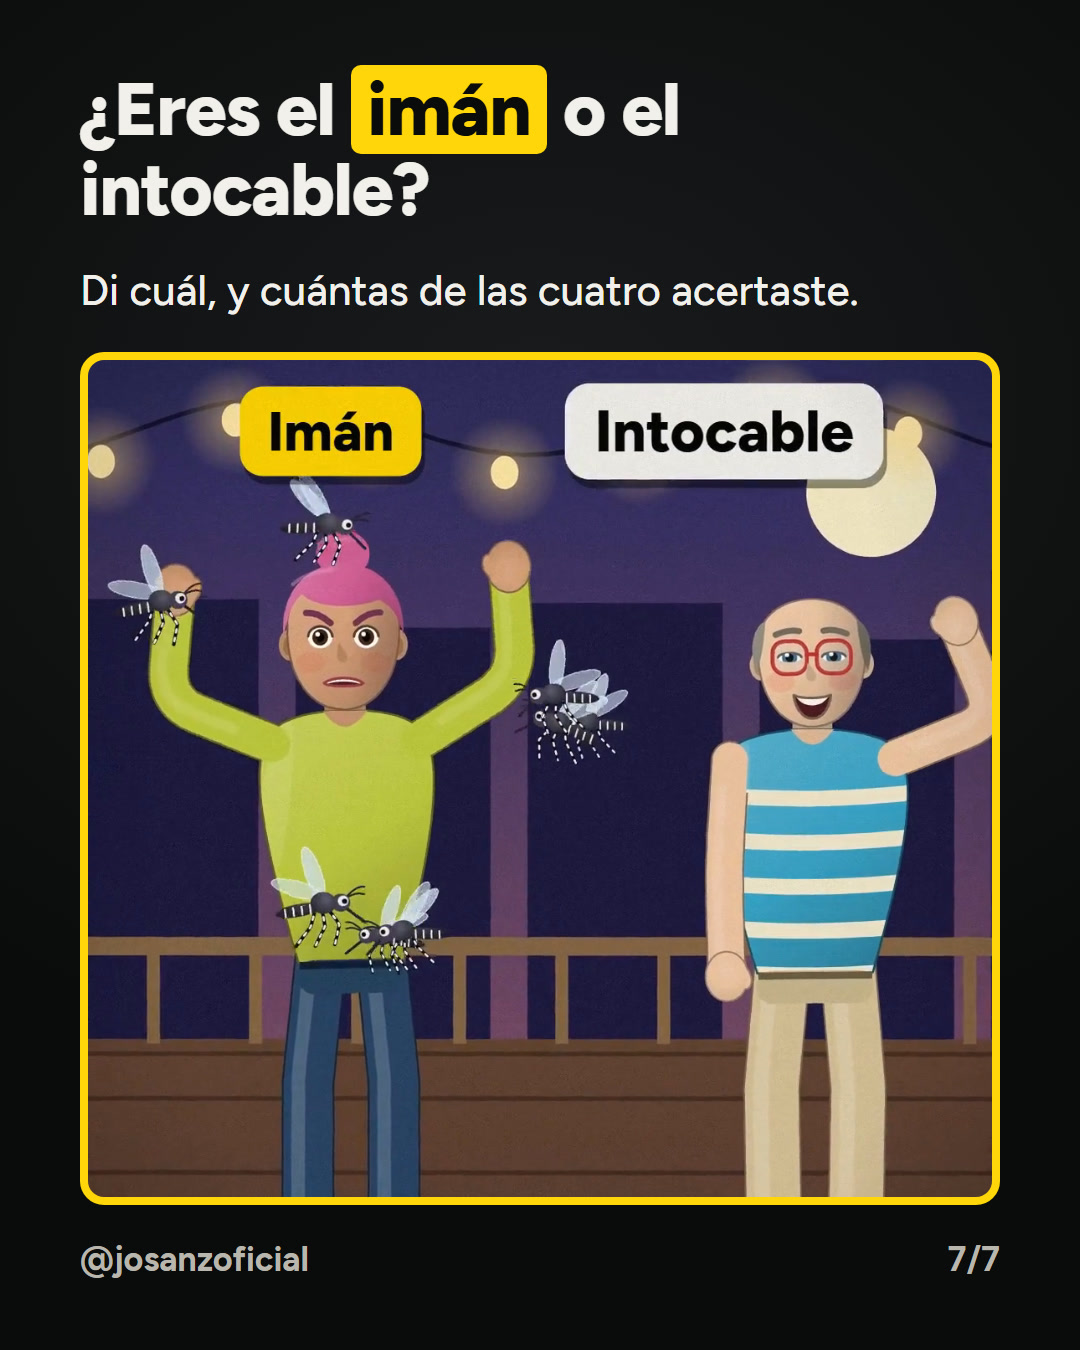 ¿Eres el imán o el
intocable?
Di cuál, y cuántas de las cuatro acertaste.
Imán
Intocable
@josanzoficial
7/7